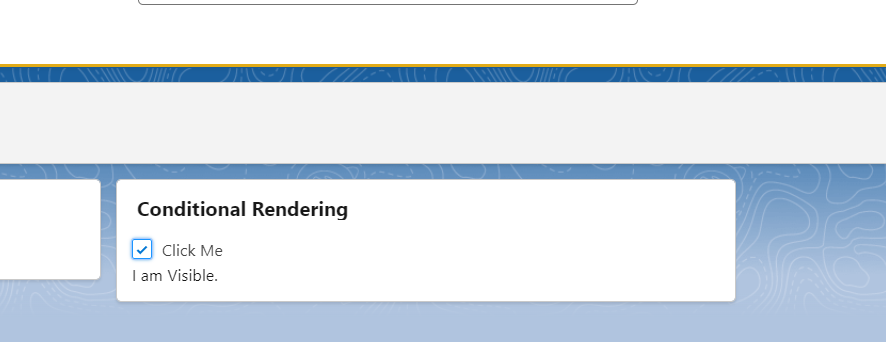 Conditional Rendering
Click Me
I am Visible.